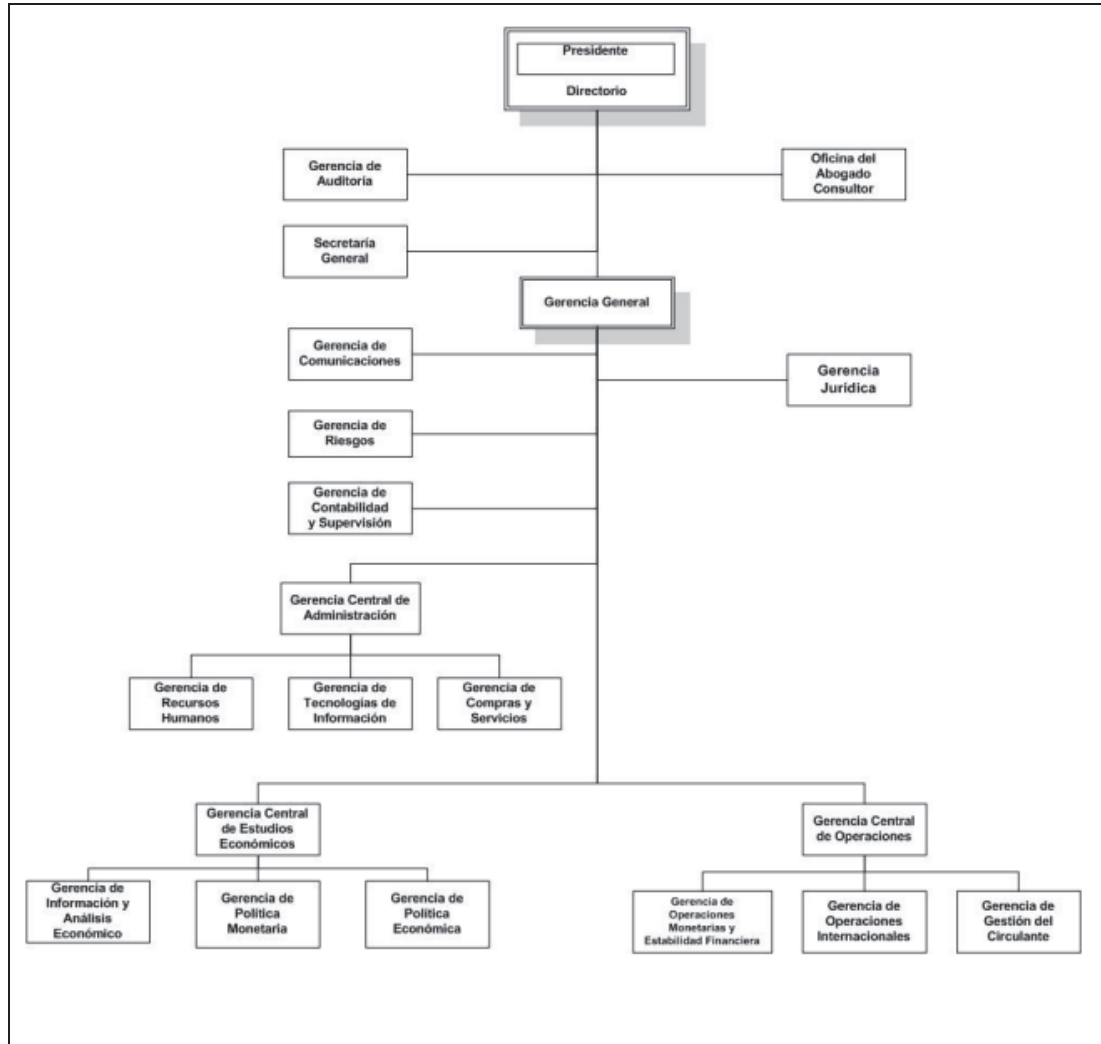 Presidente
Directorio
Gerencia de
Auditoría
Oficina del
Abogado
Consultor
Secretaría
General
Gerencia General
Gerencia de
Comunicaciones
Gerencia
Jurídica
Gerencia de
Riesgos
Gerencia de
Contabilidad
y Supervisión
Gerencia Central de
Administración
Gerencia de
Recursos
Humanos
Gerencia de
Tecnologías de
Información
Gerencia de
Compras y
Servicios
Gerencia Central
de Estudios
Económicos
Gerencia Central
de Operaciones
Gerencia de
Información y
Análisis
Económico
Gerencia de
Política
Monetaria
Gerencia de
Política
Económica
Gerencia de
Operaciones
Monetarias y
Estabilidad Financiera
Gerencia de
Operaciones
Internacionales
Gerencia de
Gestión del
Circulante